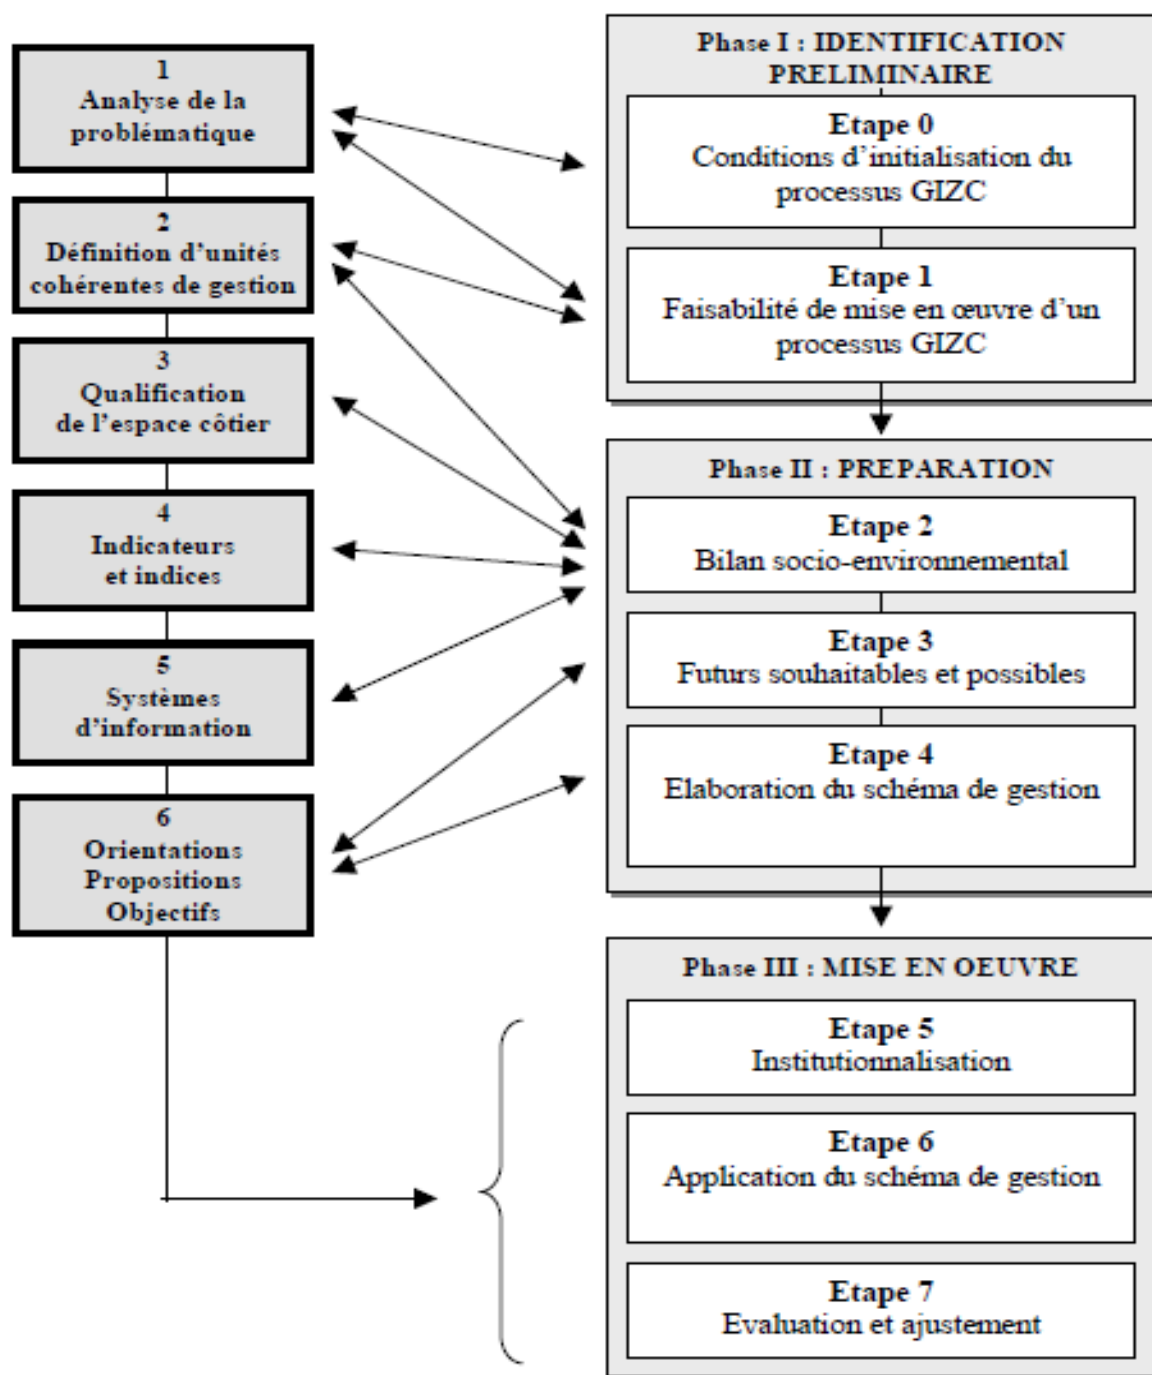 1
Analyse de la
problématique
2
Définition d’unités
cohérentes de gestion
3
Qualification
de l’espace côtier
4
Indicateurs
et indices
5
Systèmes
d’information
6
Orientations
Propositions
Objectifs
Phase I : IDENTIFICATION
PRELIMINAIRE
Etape 0
Conditions d’initialisation du
processus GIZC
Etape 1
Faisabilité de mise en œuvre d’un
processus GIZC
Phase II : PREPARATION
Etape 2
Bilan socio-environnemental
Etape 3
Futurs souhaitables et possibles
Etape 4
Elaboration du schéma de gestion
Phase III : MISE EN OEUVRE
Etape 5
Institutionnalisation
Etape 6
Application du schéma de gestion
Etape 7
Evaluation et ajustement